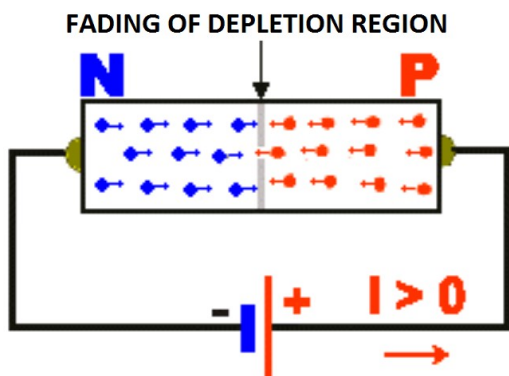 FADING OF DEPLETION REGION
N P
- + I > 0